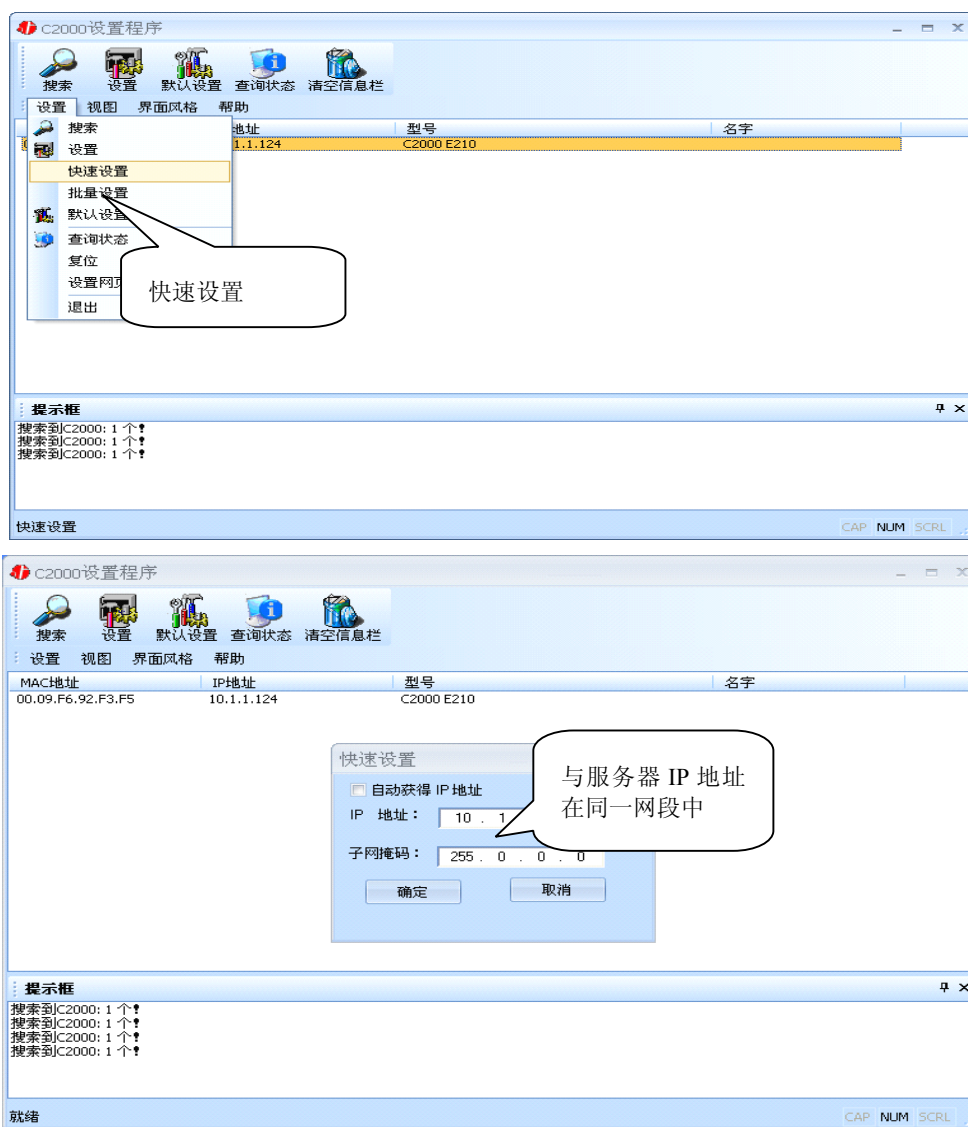 C2000设置程序
搜索 设置 默认设置 查询状态 清空信息栏
设置 视图 界面风格 帮助
地址 型号 名字
1.1.124 C2000 E210
搜索
设置
快速设置
批量设置
默认设置
查询状态
复位
设置网页
退出
快速设置
提示框
搜索到C2000: 1 个!
搜索到C2000: 1 个!
搜索到C2000: 1 个!
快速设置 CAP NUM SCRL
C2000设置程序
搜索 设置 默认设置 查询状态 清空信息栏
设置 视图 界面风格 帮助
MAC地址 IP地址 型号 名字
00.09.F6.92.F3.F5 10.1.1.124 C2000 E210
快速设置
自动获得 IP 地址
IP 地址： 10 . 1
子网掩码： 255 . 0 . 0 . 0
确定 取消
与服务器 IP 地址
在同一网段中
提示框
搜索到C2000: 1 个!
搜索到C2000: 1 个!
搜索到C2000: 1 个!
搜索到C2000: 1 个!
就绪 CAP NUM SCRL